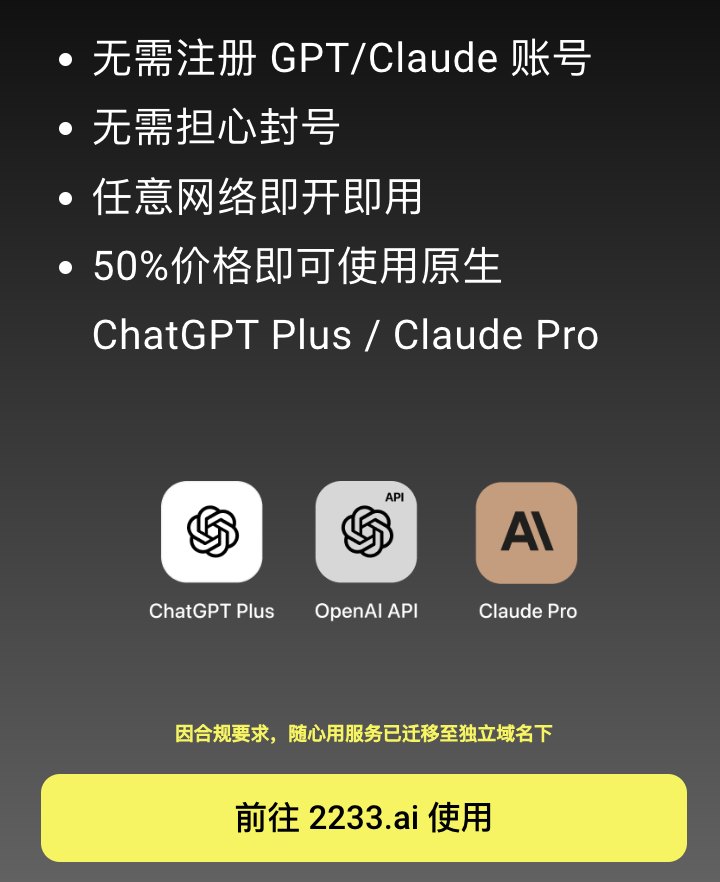 无需注册 GPT/Claude 账号
无需担心封号
任意网络即开即用
50%价格即可使用原生
ChatGPT Plus / Claude Pro
API
ChatGPT Plus
OpenAI API
Claude Pro
因合规要求，随心用服务已迁移至独立域名下
前往 2233.ai 使用